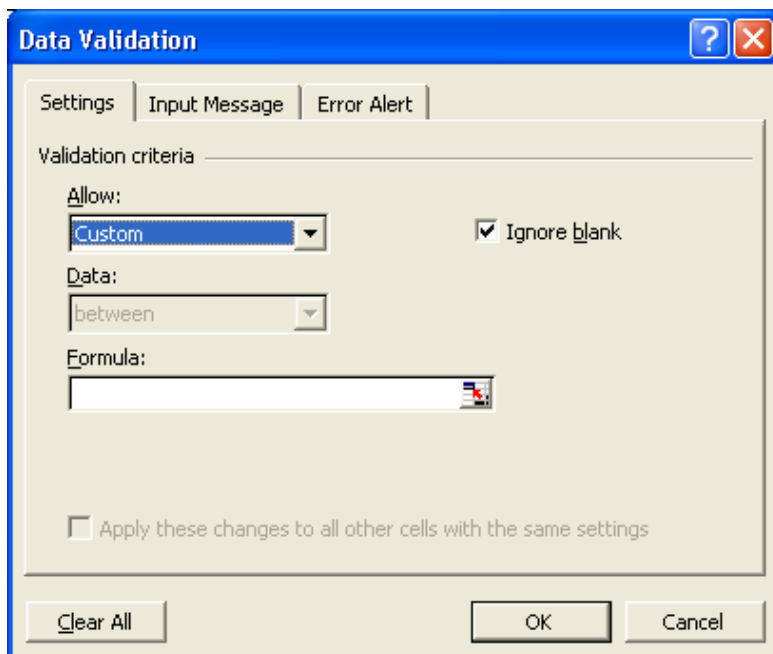 Data Validation
Settings Input Message Error Alert
Validation criteria
Allow:
Custom Ignore blank
Data:
between
Formula:
Apply these changes to all other cells with the same settings
Clear All OK Cancel